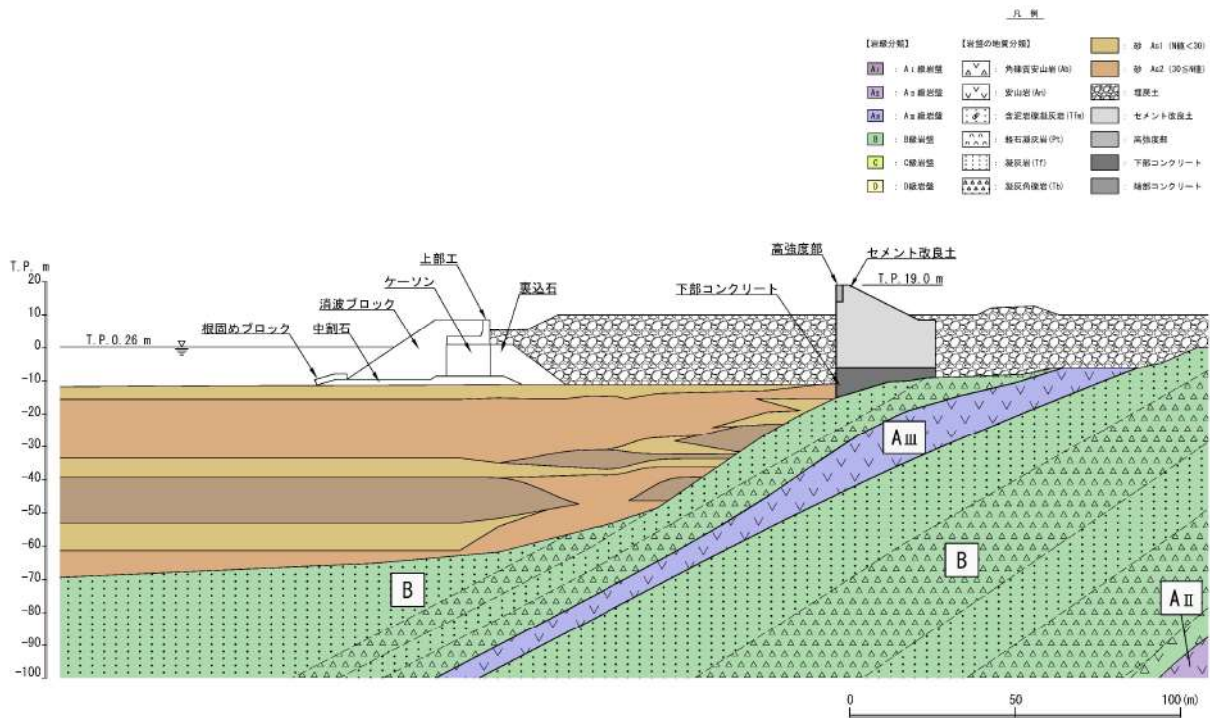 凡 例
【岩級分類】
【岩盤の地質分類】
砂 As1 (N値<30)
AⅠ : AⅠ級岩盤
角礫質安山岩(Ab)
砂 As2 (30≦N値)
AⅡ : AⅡ級岩盤
安山岩(An)
埋戻土
AⅢ : AⅢ級岩盤
含泥岩礫凝灰岩(Tfm)
セメント改良土
B : B級岩盤
軽石凝灰岩(Pt)
高強度部
C : C級岩盤
凝灰岩(Tf)
下部コンクリート
D : D級岩盤
凝灰角礫岩(Tb)
端部コンクリート
高強度部
セメント改良土
T.P. m
上部工
ケーソン
裏込石
下部コンクリート
T.P.19.0 m
消波ブロック
根固めブロック
中割石
T.P.0.26 m
20
10
0
-10
-20
-30
-40
-50
-60
-70
-80
-90
-100
AⅢ
B
B
AⅡ
0
50
100(m)